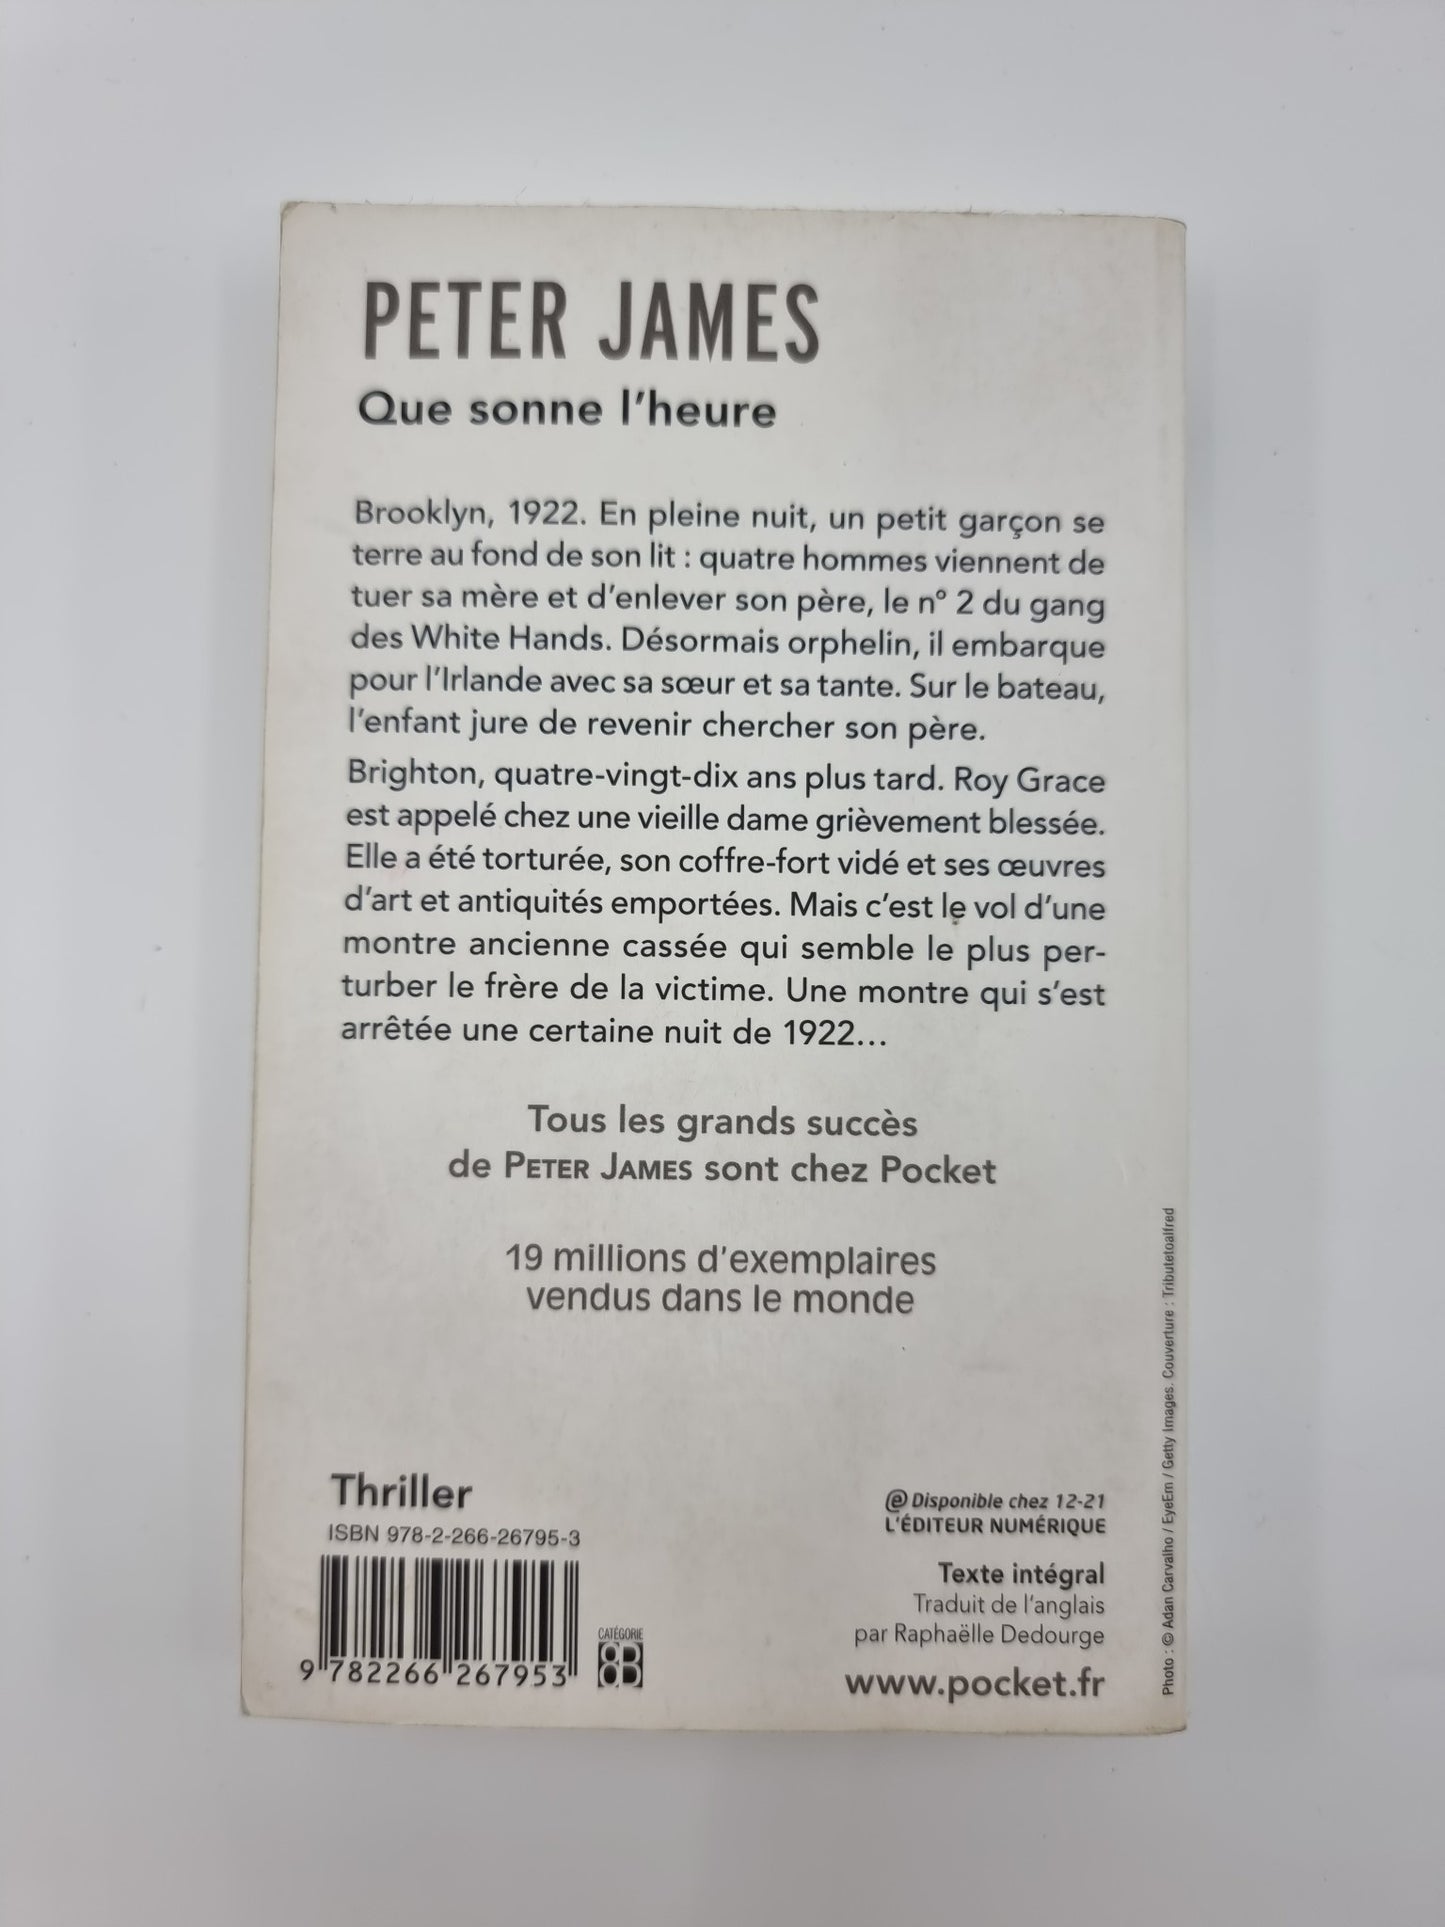 PETER JAMES
Que sonne l'heure
Brooklyn, 1922. En pleine nuit, un petit garçon se
terre au fond de son lit : quatre hommes viennent de
tuer sa mère et d'enlever son père, le n° 2 du gang
des White Hands. Désormais orphelin, il embarque
pour l'Irlande avec sa sœur et sa tante. Sur le bateau,
l'enfant jure de revenir chercher son père.
Brighton, quatre-vingt-dix ans plus tard. Roy Grace
est appelé chez une vieille dame grièvement blessée.
Elle a été torturée, son coffre-fort vidé et ses œuvres
d'art et antiquités emportées. Mais c'est le vol d'une
montre ancienne cassée qui semble le plus per-
turber le frère de la victime. Une montre qui s'est
arrêtée une certaine nuit de 1922...
Tous les grands succès
de PETER JAMES sont chez Pocket
19 millions d'exemplaires
vendus dans le monde
Thriller
ISBN 978-2-266-26795-3
9 782266 267953
CATÉGORIE
8B
@ Disponible chez 12-21
L'ÉDITEUR NUMÉRIQUE
Texte intégral
Traduit de l'anglais
par Raphaëlle Dedourge
www.pocket.fr
Photo : © Adan Carvalho / EyeEm / Getty Images. Couverture : Tributetoalfred